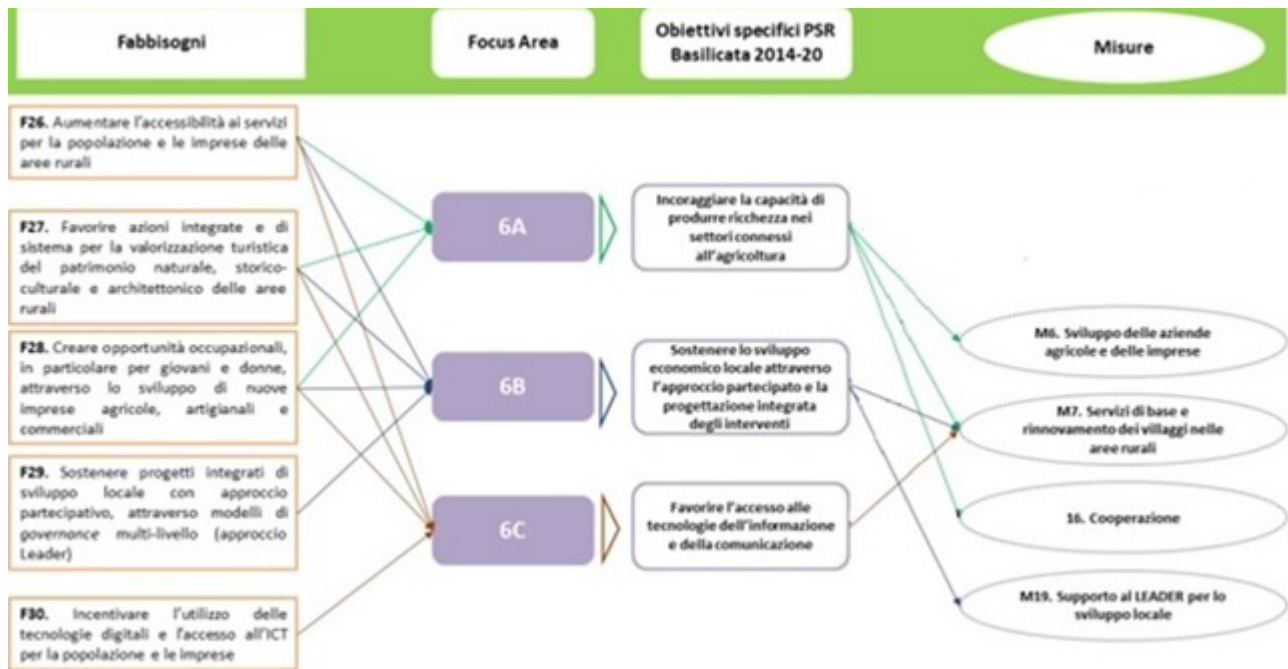 Fabbisogni
Focus Area
Obiettivi specifici PSR
Basilicata 2014-20
Misure
F26. Aumentare l'accessibilità ai servizi
per la popolazione e le imprese delle
aree rurali
F27. Favorire azioni integrate e di
sistema per la valorizzazione turistica
del patrimonio naturale, storico-
culturale e architettonico delle aree
rurali
F28. Creare opportunità occupazionali,
in particolare per giovani e donne,
attraverso lo sviluppo di nuove
imprese agricole, artigianali e
commerciali
F29. Sostenere progetti integrati di
sviluppo locale con approccio
partecipativo, attraverso modelli di
governance multi-livello (approccio
Leader)
F30. Incentivare l'utilizzo delle
tecnologie digitali e l'accesso all'ICT
per la popolazione e le imprese
6A
6B
6C
Incoraggiare la capacità di
produrre ricchezza nei
settori connessi
all'agricoltura
Sostenere lo sviluppo
economico locale attraverso
l'approccio partecipato e la
progettazione integrata
degli interventi
Favorire l'accesso alle
tecnologie dell'informazione
e della comunicazione
M6. Sviluppo delle aziende
agricole e delle imprese
M7. Servizi di base e
rinnovamento dei villaggi nelle
aree rurali
16. Cooperazione
M19. Supporto al LEADER per lo
sviluppo locale